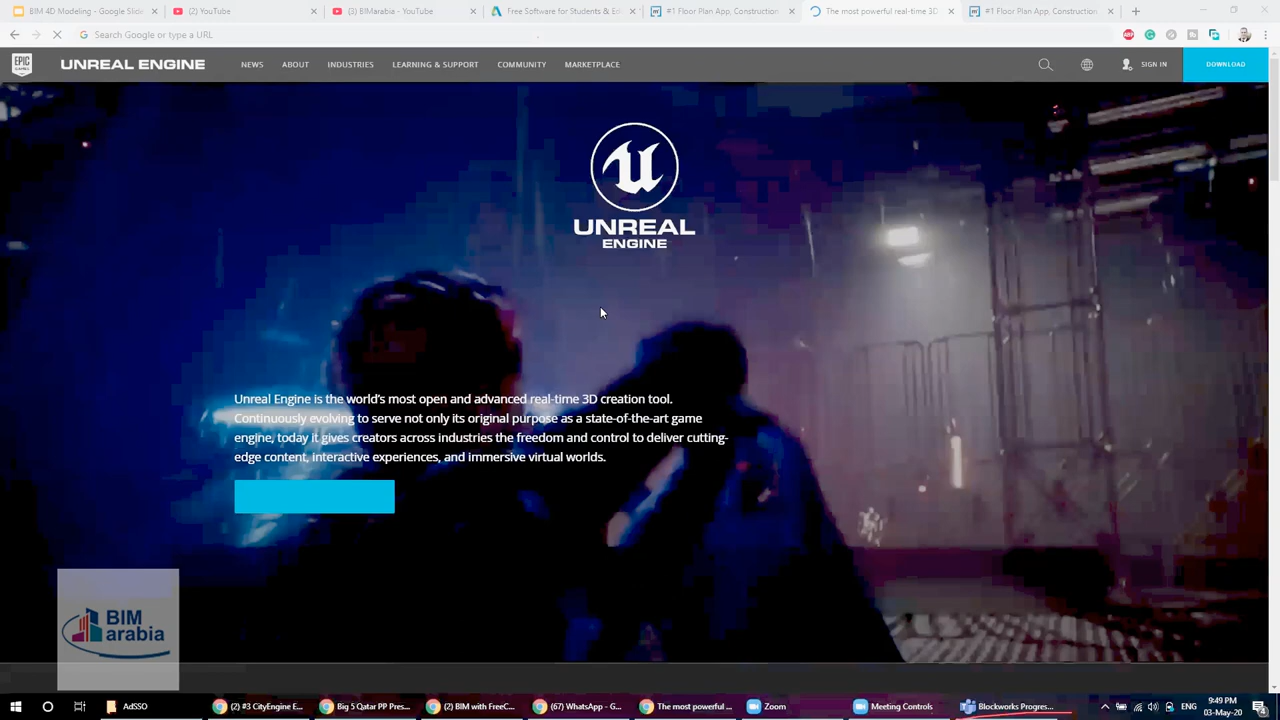 BIM 4D Modeling - Google Slid
(2) YouTube
(3) BIMarabia - YouTube
Free Software for Students & E
#1 Floor Plan App, Construction
The most powerful real-time 3D
#1 Floor Plan App, Construction
Search Google or type a URL
ABP
EPIC GAMES
UNREAL ENGINE
NEWS
ABOUT
INDUSTRIES
LEARNING & SUPPORT
COMMUNITY
MARKETPLACE
SIGN IN
DOWNLOAD
UNREAL
ENGINE
Unreal Engine is the world's most open and advanced real-time 3D creation tool.
Continuously evolving to serve not only its original purpose as a state-of-the-art game
engine, today it gives creators across industries the freedom and control to deliver cutting-
edge content, interactive experiences, and immersive virtual worlds.
BIM
arabia
AdSSO
(2) #3 CityEngine E...
Big 5 Qatar PP Pres...
(2) BIM with FreeC...
(67) WhatsApp - G...
The most powerful ...
Zoom
Meeting Controls
Blockworks Progres...
ENG
9:49 PM
03-May-20
4